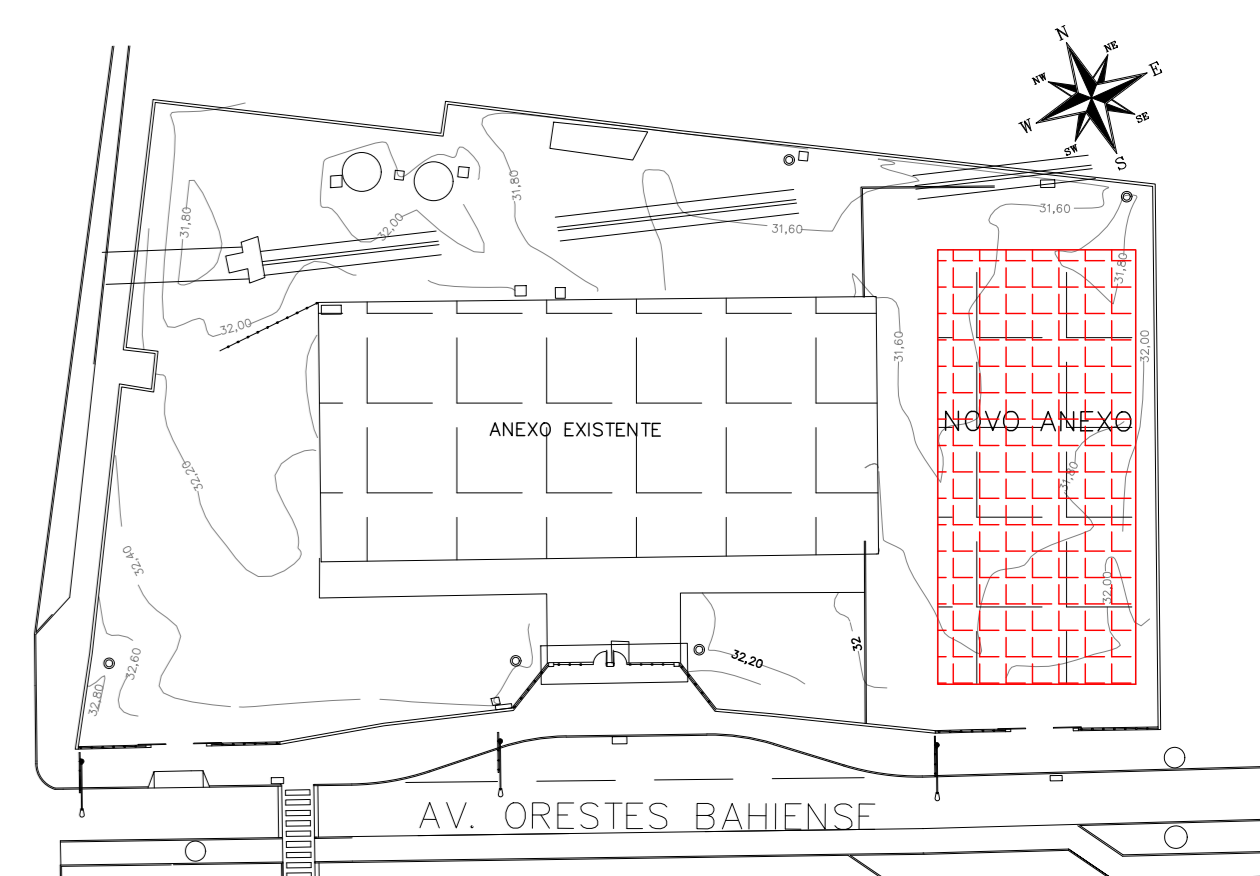 N
NE
E
NW
SE
W
SW
S
31,80
31,80
32,00
31,60
31,60
31,80
32,00
31,60
32,00
NOVO ANEXO
ANEXO EXISTENTE
32,20
31,80
32,40
32,00
32,60
32,20
32
32,80
AV. ORESTES BAHIENSE